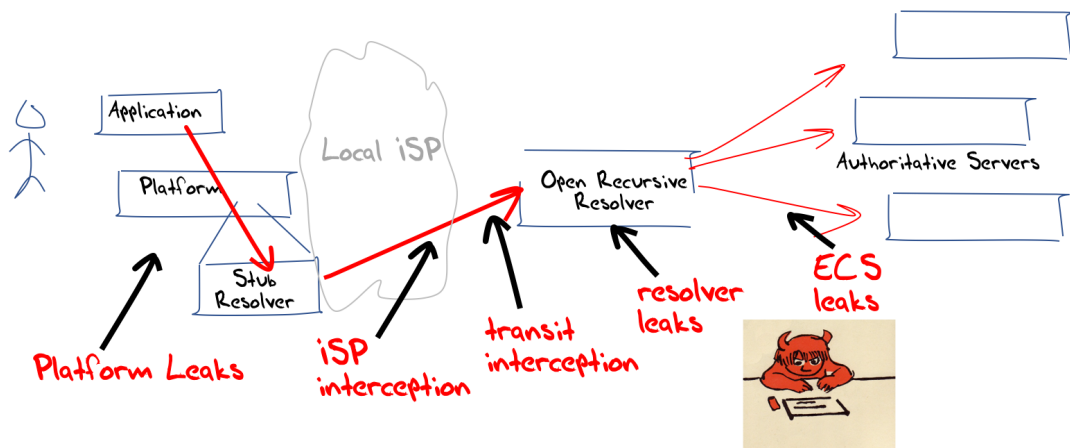 Application
Platform
Stub
Resolver
Local iSP
Open Recursive
Resolver
Authoritative Servers
Platform Leaks
iSP
interception
transit
interception
resolver
leaks
ECS
leaks